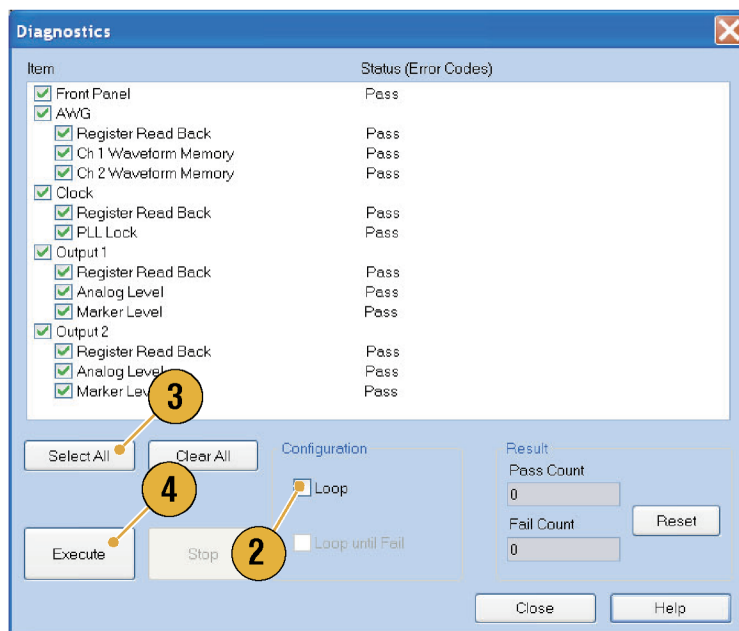 Diagnostics
Item Status (Error Codes)
Front Panel Pass
AWG
Register Read Back Pass
Ch 1 Waveform Memory Pass
Ch 2 Waveform Memory Pass
Clock
Register Read Back Pass
PLL Lock Pass
Output 1
Register Read Back Pass
Analog Level Pass
Marker Level Pass
Output 2
Register Read Back Pass
Analog Level Pass
Marker Lev Pass
3
Select All Clear All
Configuration
Loop
Loop until Fail
4
Execute Stop
2
Result
Pass Count
0
Fail Count
0
Reset
Close Help